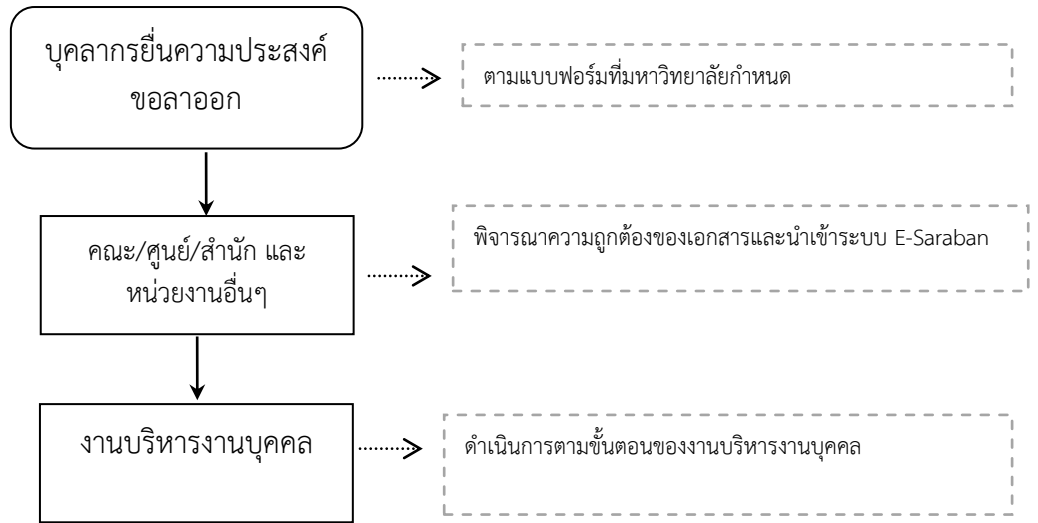 บุคลากรยื่นความประสงค์
ขอลาออก
ตามแบบฟอร์มที่มหาวิทยาลัยกำหนด
คณะ/ศูนย์/สำนัก และ
หน่วยงานอื่นๆ
พิจารณาความถูกต้องของเอกสารและนำเข้าระบบ E-Saraban
งานบริหารงานบุคคล
ดำเนินการตามขั้นตอนของงานบริหารงานบุคคล